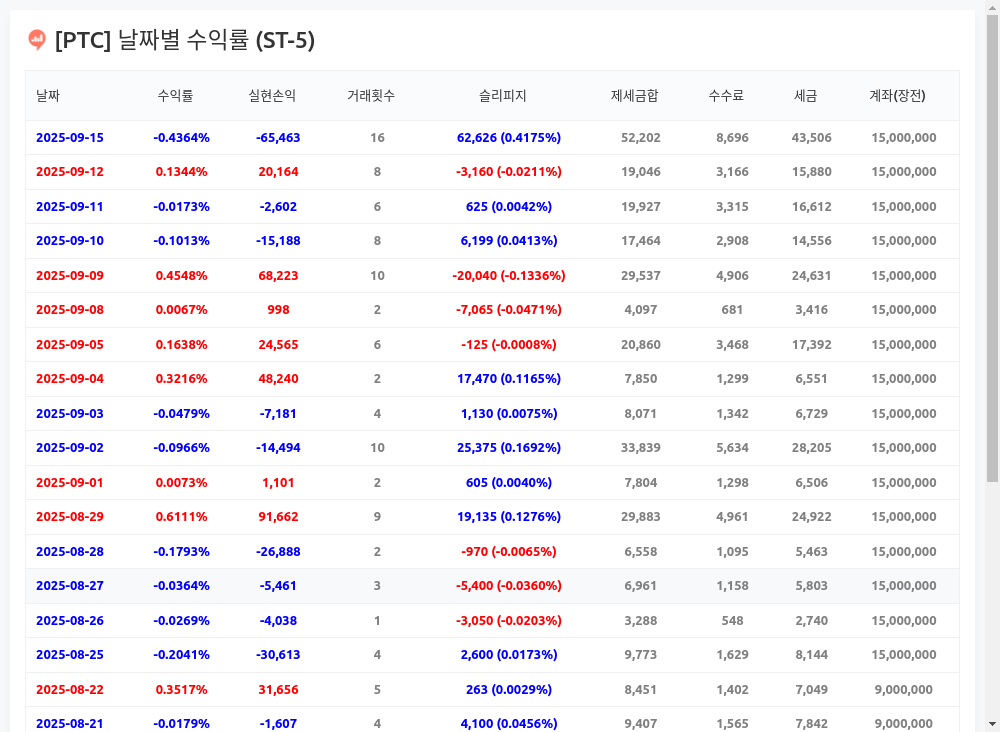 [PTC] 날짜별 수익률 (ST-5)
날짜 수익률 실현손익 거래횟수 슬리피지 제세금합 수수료 세금 계좌(장전)
2025-09-15 -0.4364% -65,463 16 62,626 (0.4175%) 52,202 8,696 43,506 15,000,000
2025-09-12 0.1344% 20,164 8 -3,160 (-0.0211%) 19,046 3,166 15,880 15,000,000
2025-09-11 -0.0173% -2,602 6 625 (0.0042%) 19,927 3,315 16,612 15,000,000
2025-09-10 -0.1013% -15,188 8 6,199 (0.0413%) 17,464 2,908 14,556 15,000,000
2025-09-09 0.4548% 68,223 10 -20,040 (-0.1336%) 29,537 4,906 24,631 15,000,000
2025-09-08 0.0067% 998 2 -7,065 (-0.0471%) 4,097 681 3,416 15,000,000
2025-09-05 0.1638% 24,565 6 -125 (-0.0008%) 20,860 3,468 17,392 15,000,000
2025-09-04 0.3216% 48,240 2 17,470 (0.1165%) 7,850 1,299 6,551 15,000,000
2025-09-03 -0.0479% -7,181 4 1,130 (0.0075%) 8,071 1,342 6,729 15,000,000
2025-09-02 -0.0966% -14,494 10 25,375 (0.1692%) 33,839 5,634 28,205 15,000,000
2025-09-01 0.0073% 1,101 2 605 (0.0040%) 7,804 1,298 6,506 15,000,000
2025-08-29 0.6111% 91,662 9 19,135 (0.1276%) 29,883 4,961 24,922 15,000,000
2025-08-28 -0.1793% -26,888 2 -970 (-0.0065%) 6,558 1,095 5,463 15,000,000
2025-08-27 -0.0364% -5,461 3 -5,400 (-0.0360%) 6,961 1,158 5,803 15,000,000
2025-08-26 -0.0269% -4,038 1 -3,050 (-0.0203%) 3,288 548 2,740 15,000,000
2025-08-25 -0.2041% -30,613 4 2,600 (0.0173%) 9,773 1,629 8,144 15,000,000
2025-08-22 0.3517% 31,656 5 263 (0.0029%) 8,451 1,402 7,049 9,000,000
2025-08-21 -0.0179% -1,607 4 4,100 (0.0456%) 9,407 1,565 7,842 9,000,000